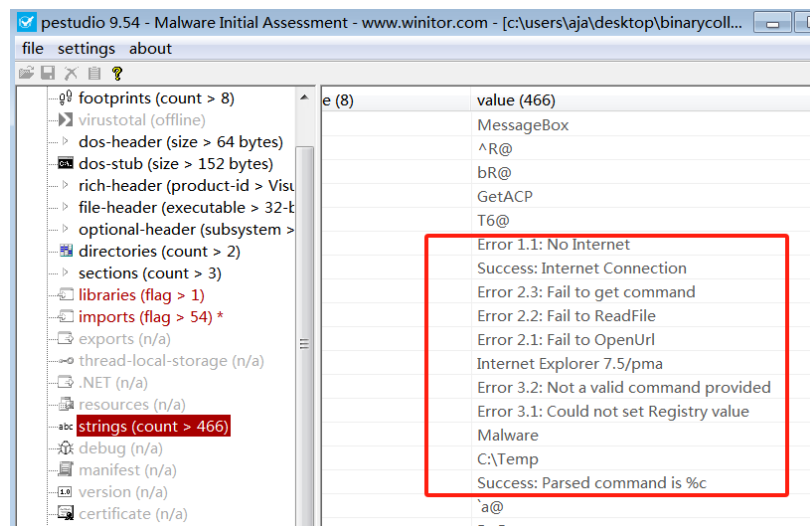 pestudio 9.54 - Malware Initial Assessment - www.winitor.com - [c:\users\aja\desktop\binarycoll...
file settings about
footprints (count > 8)
virustotal (offline)
dos-header (size > 64 bytes)
dos-stub (size > 152 bytes)
rich-header (product-id > Visu
file-header (executable > 32-b
optional-header (subsystem >
directories (count > 2)
sections (count > 3)
libraries (flag > 1)
imports (flag > 54) *
exports (n/a)
thread-local-storage (n/a)
.NET (n/a)
resources (n/a)
abc strings (count > 466)
debug (n/a)
manifest (n/a)
1.0 version (n/a)
certificate (n/a)
e (8) value (466)
MessageBox
^R@
bR@
GetACP
T6@
Error 1.1: No Internet
Success: Internet Connection
Error 2.3: Fail to get command
Error 2.2: Fail to ReadFile
Error 2.1: Fail to OpenUrl
Internet Explorer 7.5/pma
Error 3.2: Not a valid command provided
Error 3.1: Could not set Registry value
Malware
C:\Temp
Success: Parsed command is %c
`a@